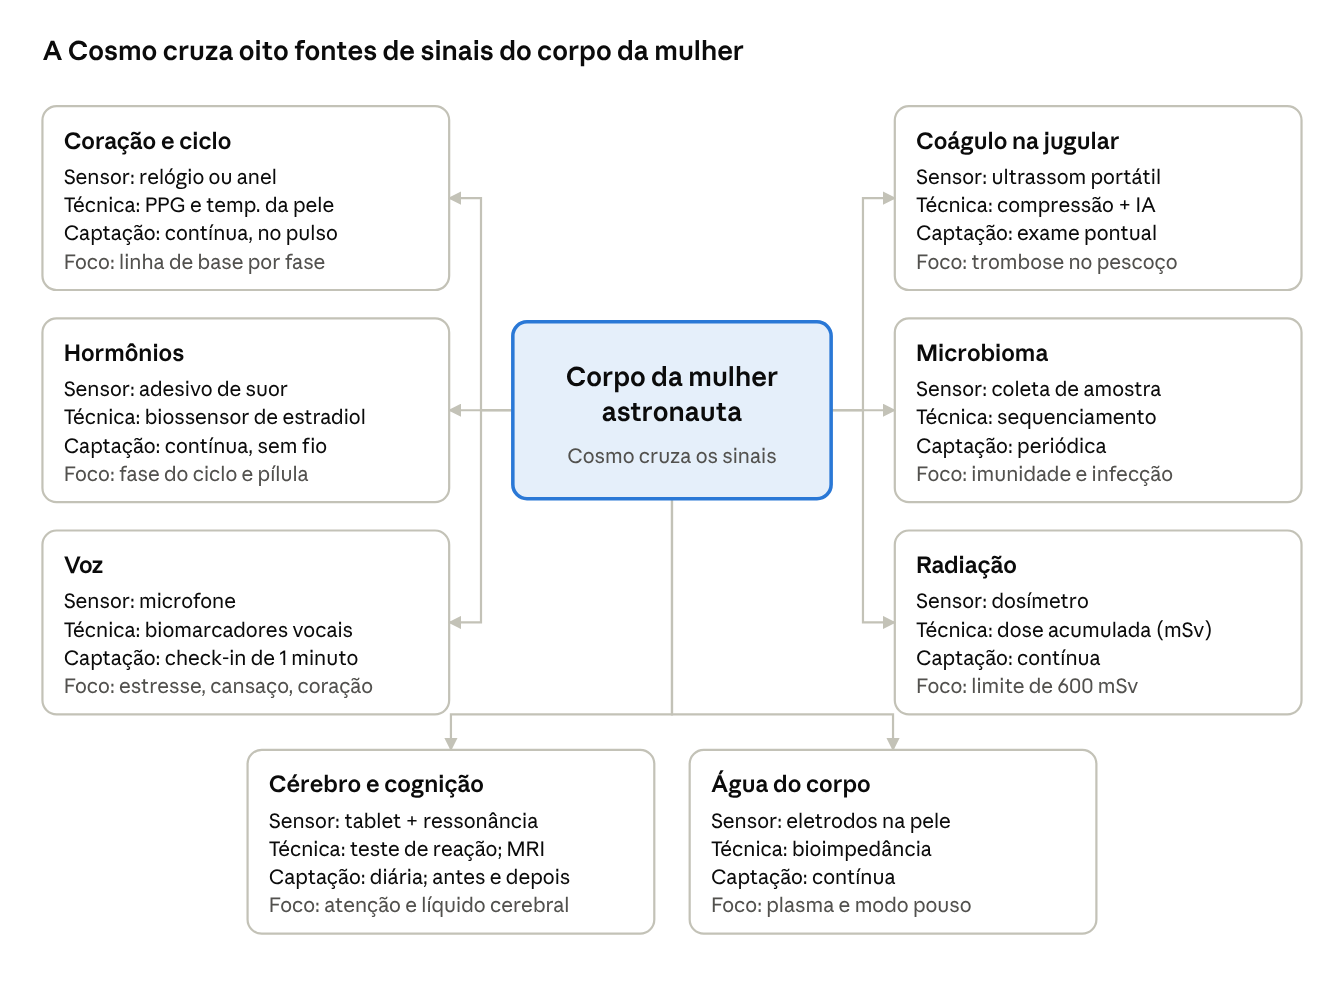 A Cosmo cruza oito fontes de sinais do corpo da mulher
Coração e ciclo
Sensor: relógio ou anel
Técnica: PPG e temp. da pele
Captação: contínua, no pulso
Foco: linha de base por fase
Hormônios
Sensor: adesivo de suor
Técnica: biossensor de estradiol
Captação: contínua, sem fio
Foco: fase do ciclo e pílula
Voz
Sensor: microfone
Técnica: biomarcadores vocais
Captação: check-in de 1 minuto
Foco: estresse, cansaço, coração
Corpo da mulher
astronauta
Cosmo cruza os sinais
Coágulo na jugular
Sensor: ultrassom portátil
Técnica: compressão + IA
Captação: exame pontual
Foco: trombose no pescoço
Microbioma
Sensor: coleta de amostra
Técnica: sequenciamento
Captação: periódica
Foco: imunidade e infecção
Radiação
Sensor: dosímetro
Técnica: dose acumulada (mSv)
Captação: contínua
Foco: limite de 600 mSv
Cérebro e cognição
Sensor: tablet + ressonância
Técnica: teste de reação; MRI
Captação: diária; antes e depois
Foco: atenção e líquido cerebral
Água do corpo
Sensor: eletrodos na pele
Técnica: bioimpedância
Captação: contínua
Foco: plasma e modo pouso